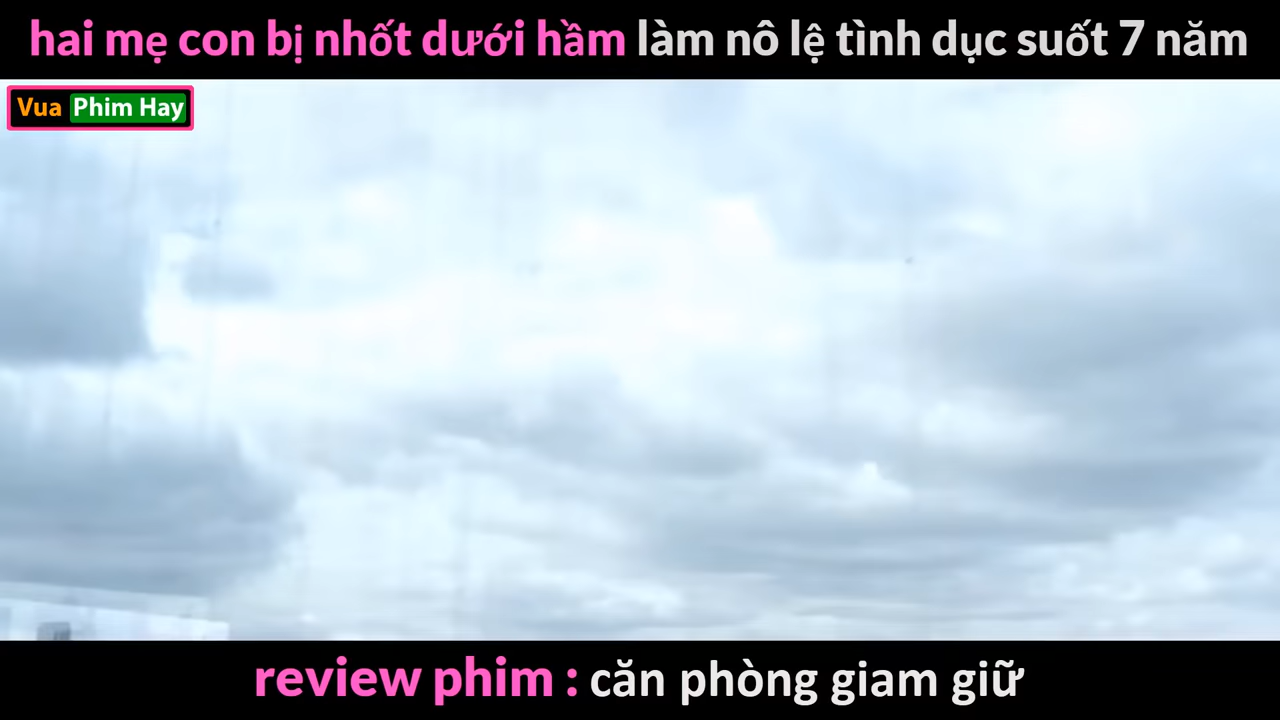 hai mẹ con bị nhốt dưới hầm làm nô lệ tình dục suốt 7 năm
Vua Phim Hay
review phim : căn phòng giam giữ